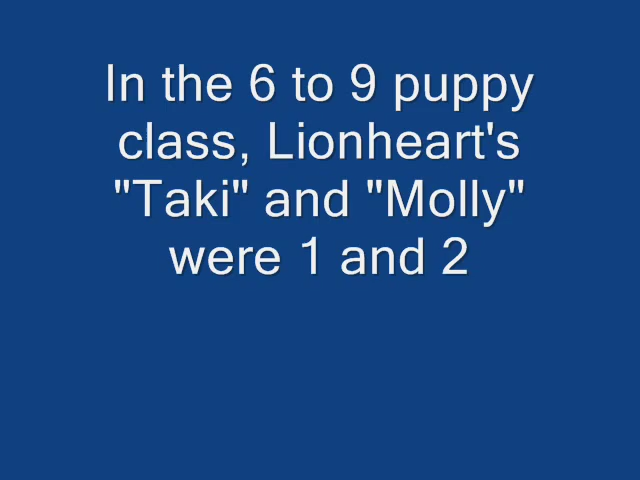 In the 6 to 9 puppy
class, Lionheart's
"Taki" and "Molly"
were 1 and 2